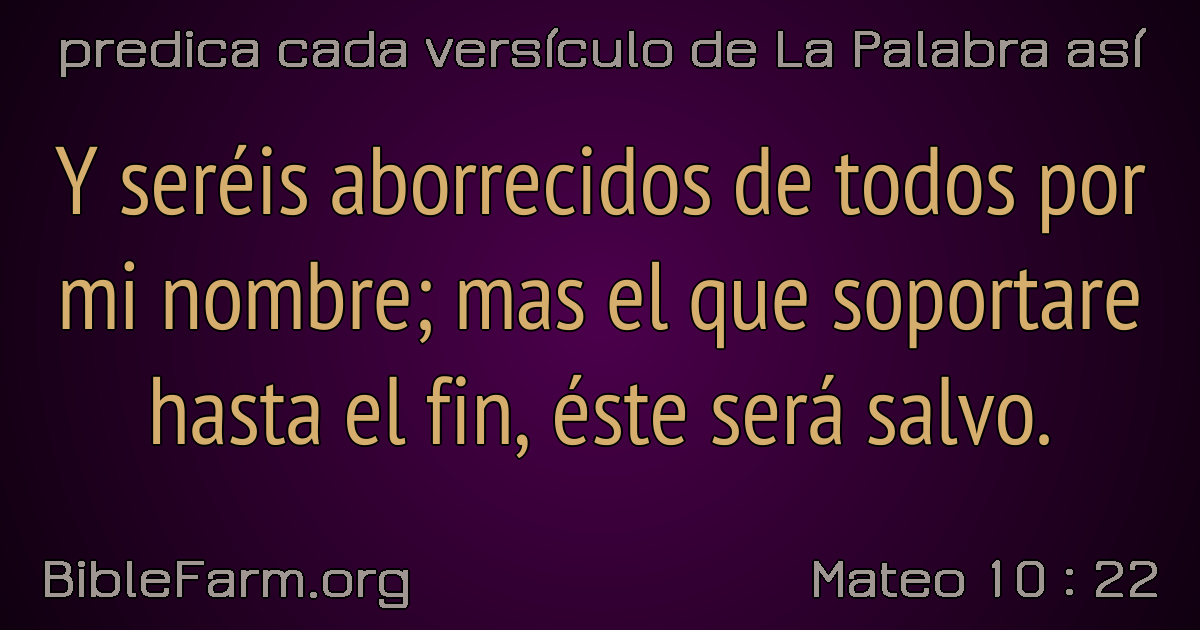 predica cada versículo de La Palabra así
Y seréis aborrecidos de todos por
mi nombre; mas el que soportare
hasta el fin, éste será salvo.
BibleFarm.org
Mateo 10 : 22